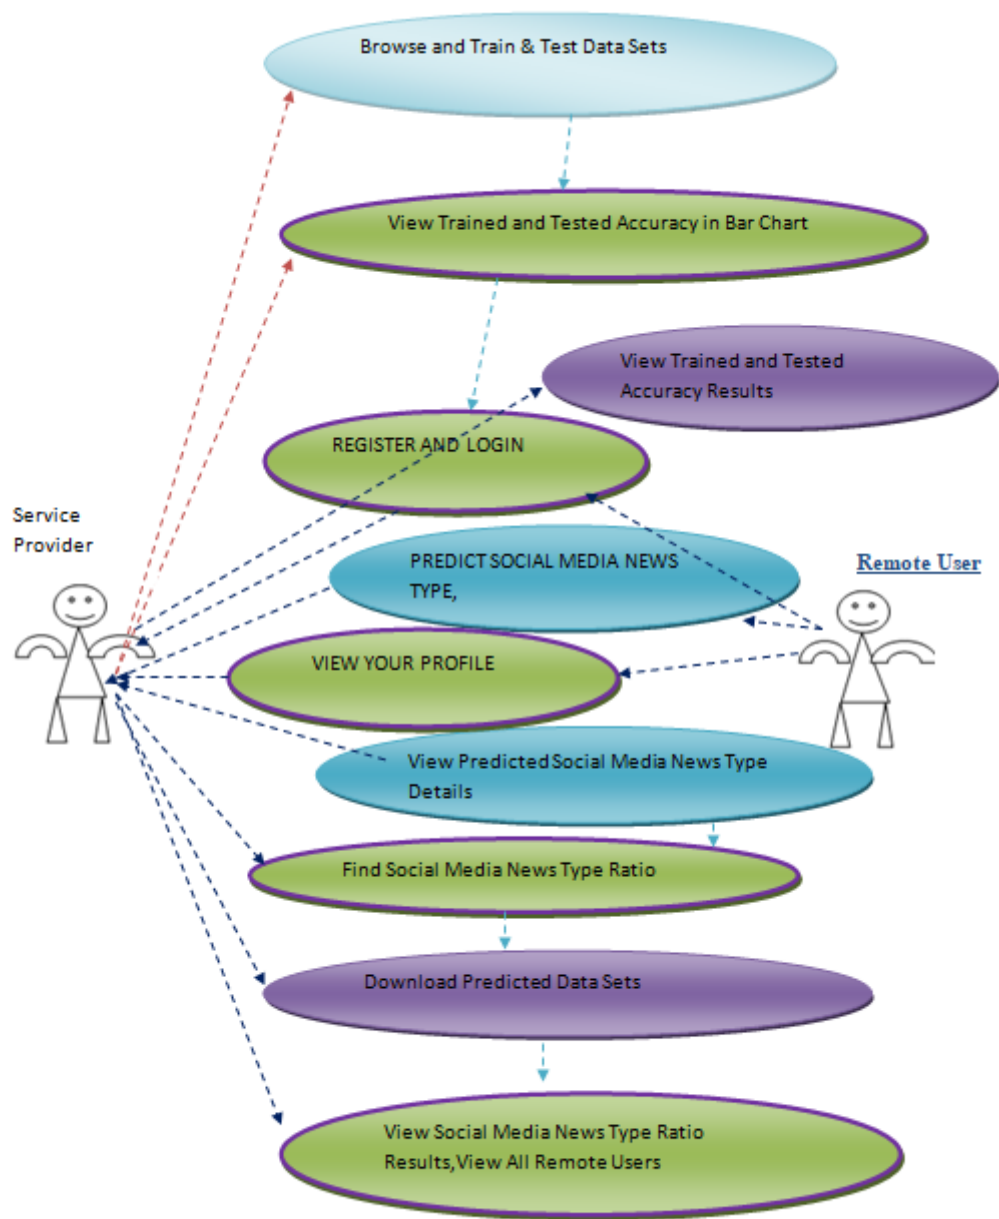 Browse and Train & Test Data Sets
View Trained and Tested Accuracy in Bar Chart
View Trained and Tested
Accuracy Results
REGISTER AND LOGIN
Service
Provider
PREDICT SOCIAL MEDIA NEWS
TYPE,
Remote User
VIEW YOUR PROFILE
View Predicted Social Media News Type
Details
Find Social Media News Type Ratio
Download Predicted Data Sets
View Social Media News Type Ratio
Results,View All Remote Users